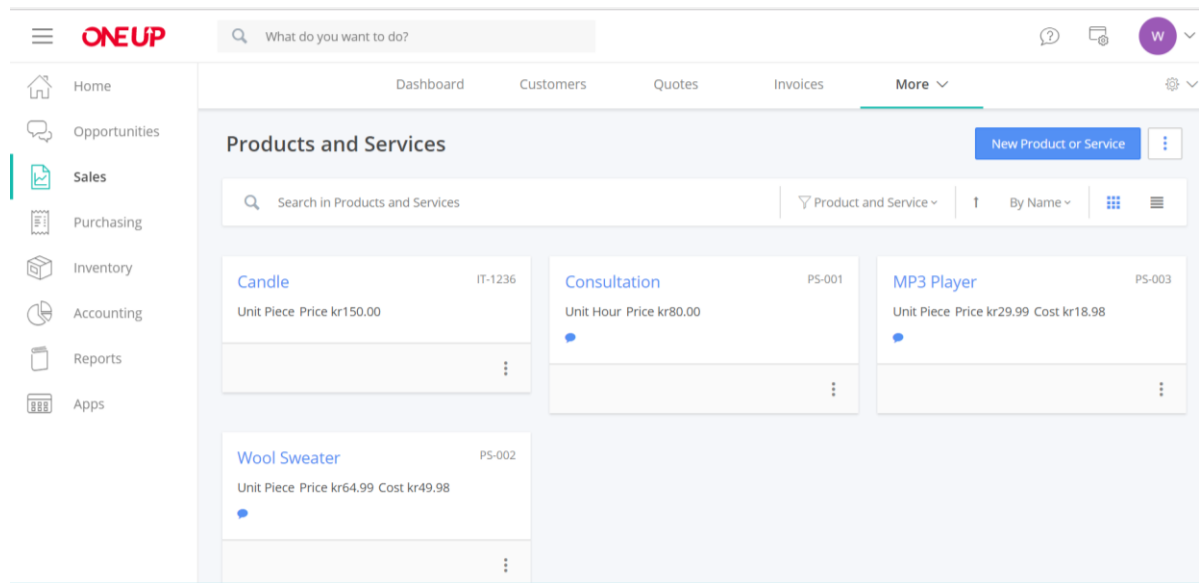 ONE UP What do you want to do? W
Home
Dashboard Customers Quotes Invoices More
Opportunities
Products and Services
New Product or Service
Sales
Search in Products and Services Product and Service By Name
Purchasing
Inventory
Candle IT-1236
Unit Piece Price kr150.00
Consultation PS-001
Unit Hour Price kr80.00
MP3 Player PS-003
Unit Piece Price kr29.99 Cost kr18.98
Accounting
Reports
Apps
Wool Sweater PS-002
Unit Piece Price kr64.99 Cost kr49.98